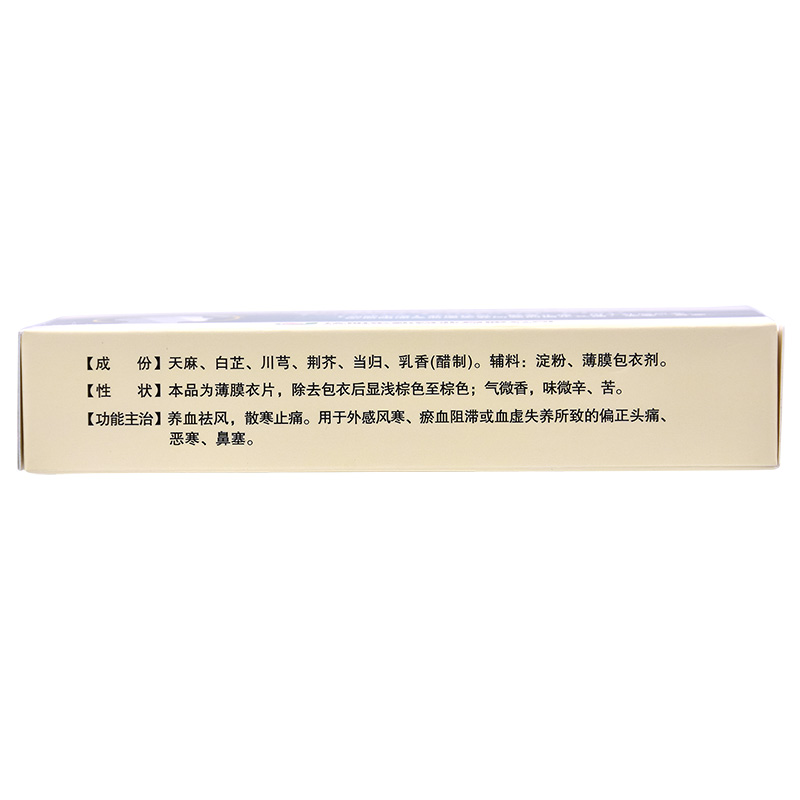 【成　份】天麻、白芷、川芎、荆芥、当归、乳香(醋制)。辅料：淀粉、薄膜包衣剂。
【性　状】本品为薄膜衣片，除去包衣后显浅棕色至棕色；气微香，味微辛、苦。
【功能主治】养血祛风，散寒止痛。用于外感风寒、瘀血阻滞或血虚失养所致的偏正头痛、
恶寒、鼻塞。